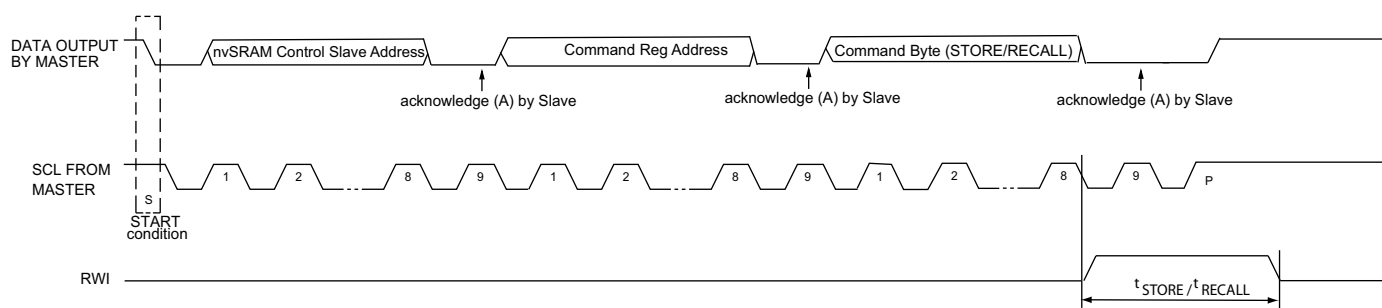 DATA OUTPUT
BY MASTER
nvSRAM Control Slave Address
Command Reg Address
Command Byte (STORE/RECALL)
acknowledge (A) by Slave
acknowledge (A) by Slave
acknowledge (A) by Slave
SCL FROM
MASTER
1 2 8 9 1 2 8 9 1 2 8 9 P
S
START
condition
RWI
t STORE / t RECALL